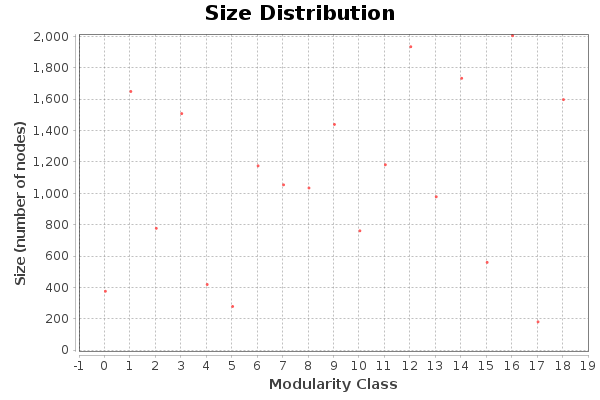 Size Distribution
2,000
1,800
1,600
1,400
1,200
1,000
800
600
400
200
0
Size (number of nodes)
-1 0 1 2 3 4 5 6 7 8 9 10 11 12 13 14 15 16 17 18 19
Modularity Class